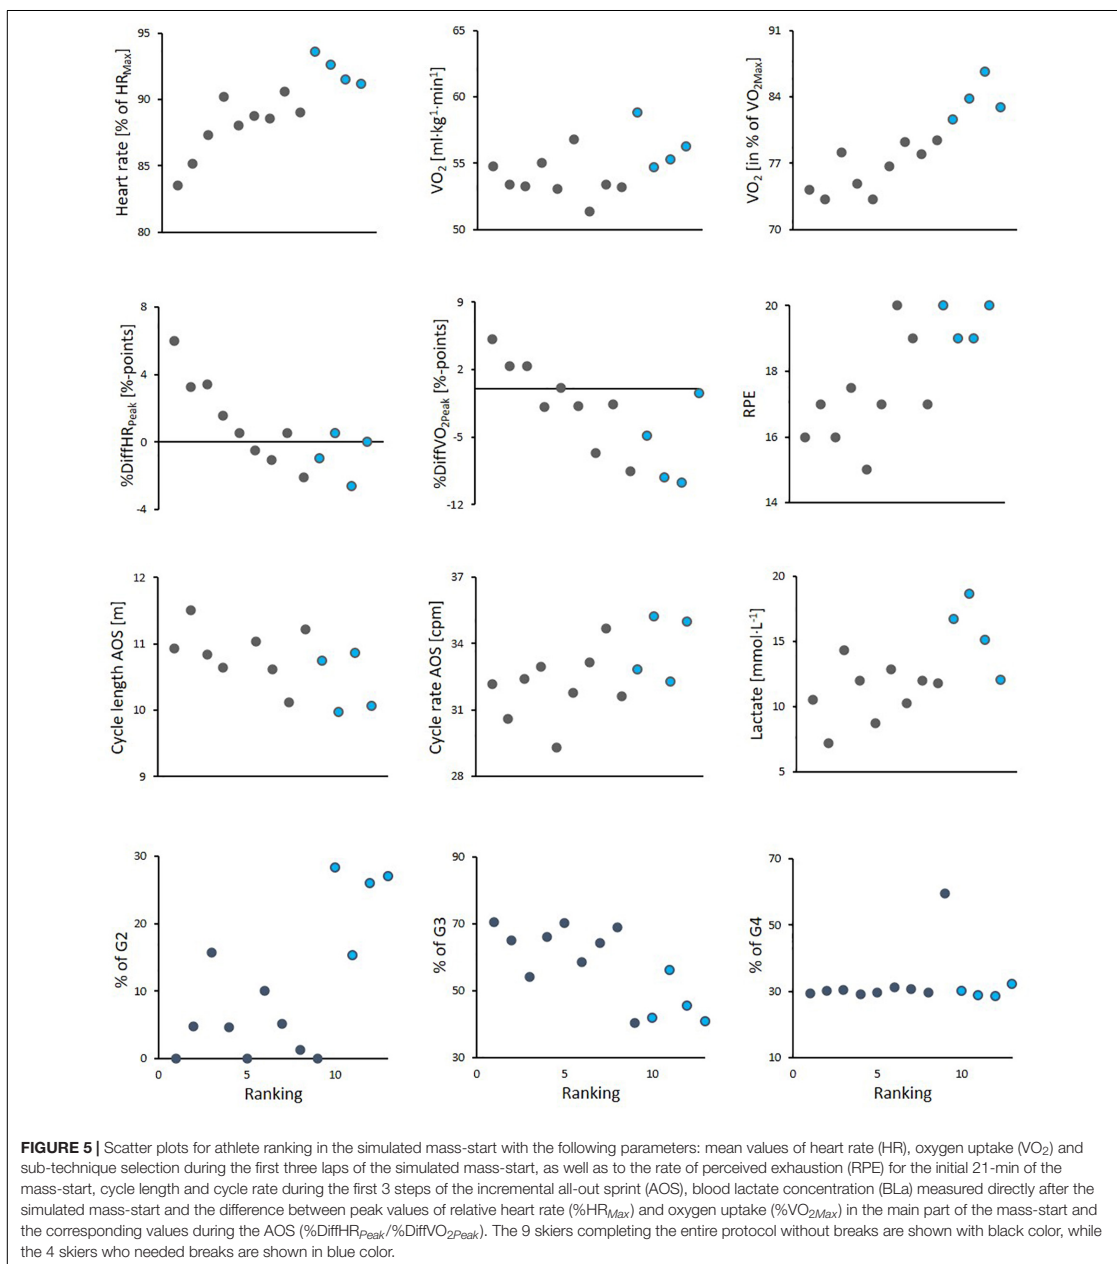 Heart rate [% of HRMax]
95
90
85
80
VO2 [ml·kg1·min1]
65
60
55
50
VO2 [in % of VO2Max]
91
84
77
70
%DiffHRPeak [%-points]
8
4
0
-4
%DiffVO2Peak [%-points]
9
2
-5
-12
RPE
20
18
16
14
Cycle length AOS [m]
12
11
10
9
Cycle rate AOS [cpm]
37
34
31
28
Lactate [mmol·L-1]
20
15
10
5
% of G2
30
20
10
0
0 5 10
Ranking
% of G3
90
70
50
30
0 5 10
Ranking
% of G4
70
50
30
10
0 5 10
Ranking
FIGURE 5 | Scatter plots for athlete ranking in the simulated mass-start with the following parameters: mean values of heart rate (HR), oxygen uptake (VO2) and
sub-technique selection during the first three laps of the simulated mass-start, as well as to the rate of perceived exhaustion (RPE) for the initial 21-min of the
mass-start, cycle length and cycle rate during the first 3 steps of the incremental all-out sprint (AOS), blood lactate concentration (BLa) measured directly after the
simulated mass-start and the difference between peak values of relative heart rate (%HRMax) and oxygen uptake (%VO2Max) in the main part of the mass-start and
the corresponding values during the AOS (%DiffHRPeak/%DiffVO2Peak). The 9 skiers completing the entire protocol without breaks are shown with black color, while
the 4 skiers who needed breaks are shown in blue color.